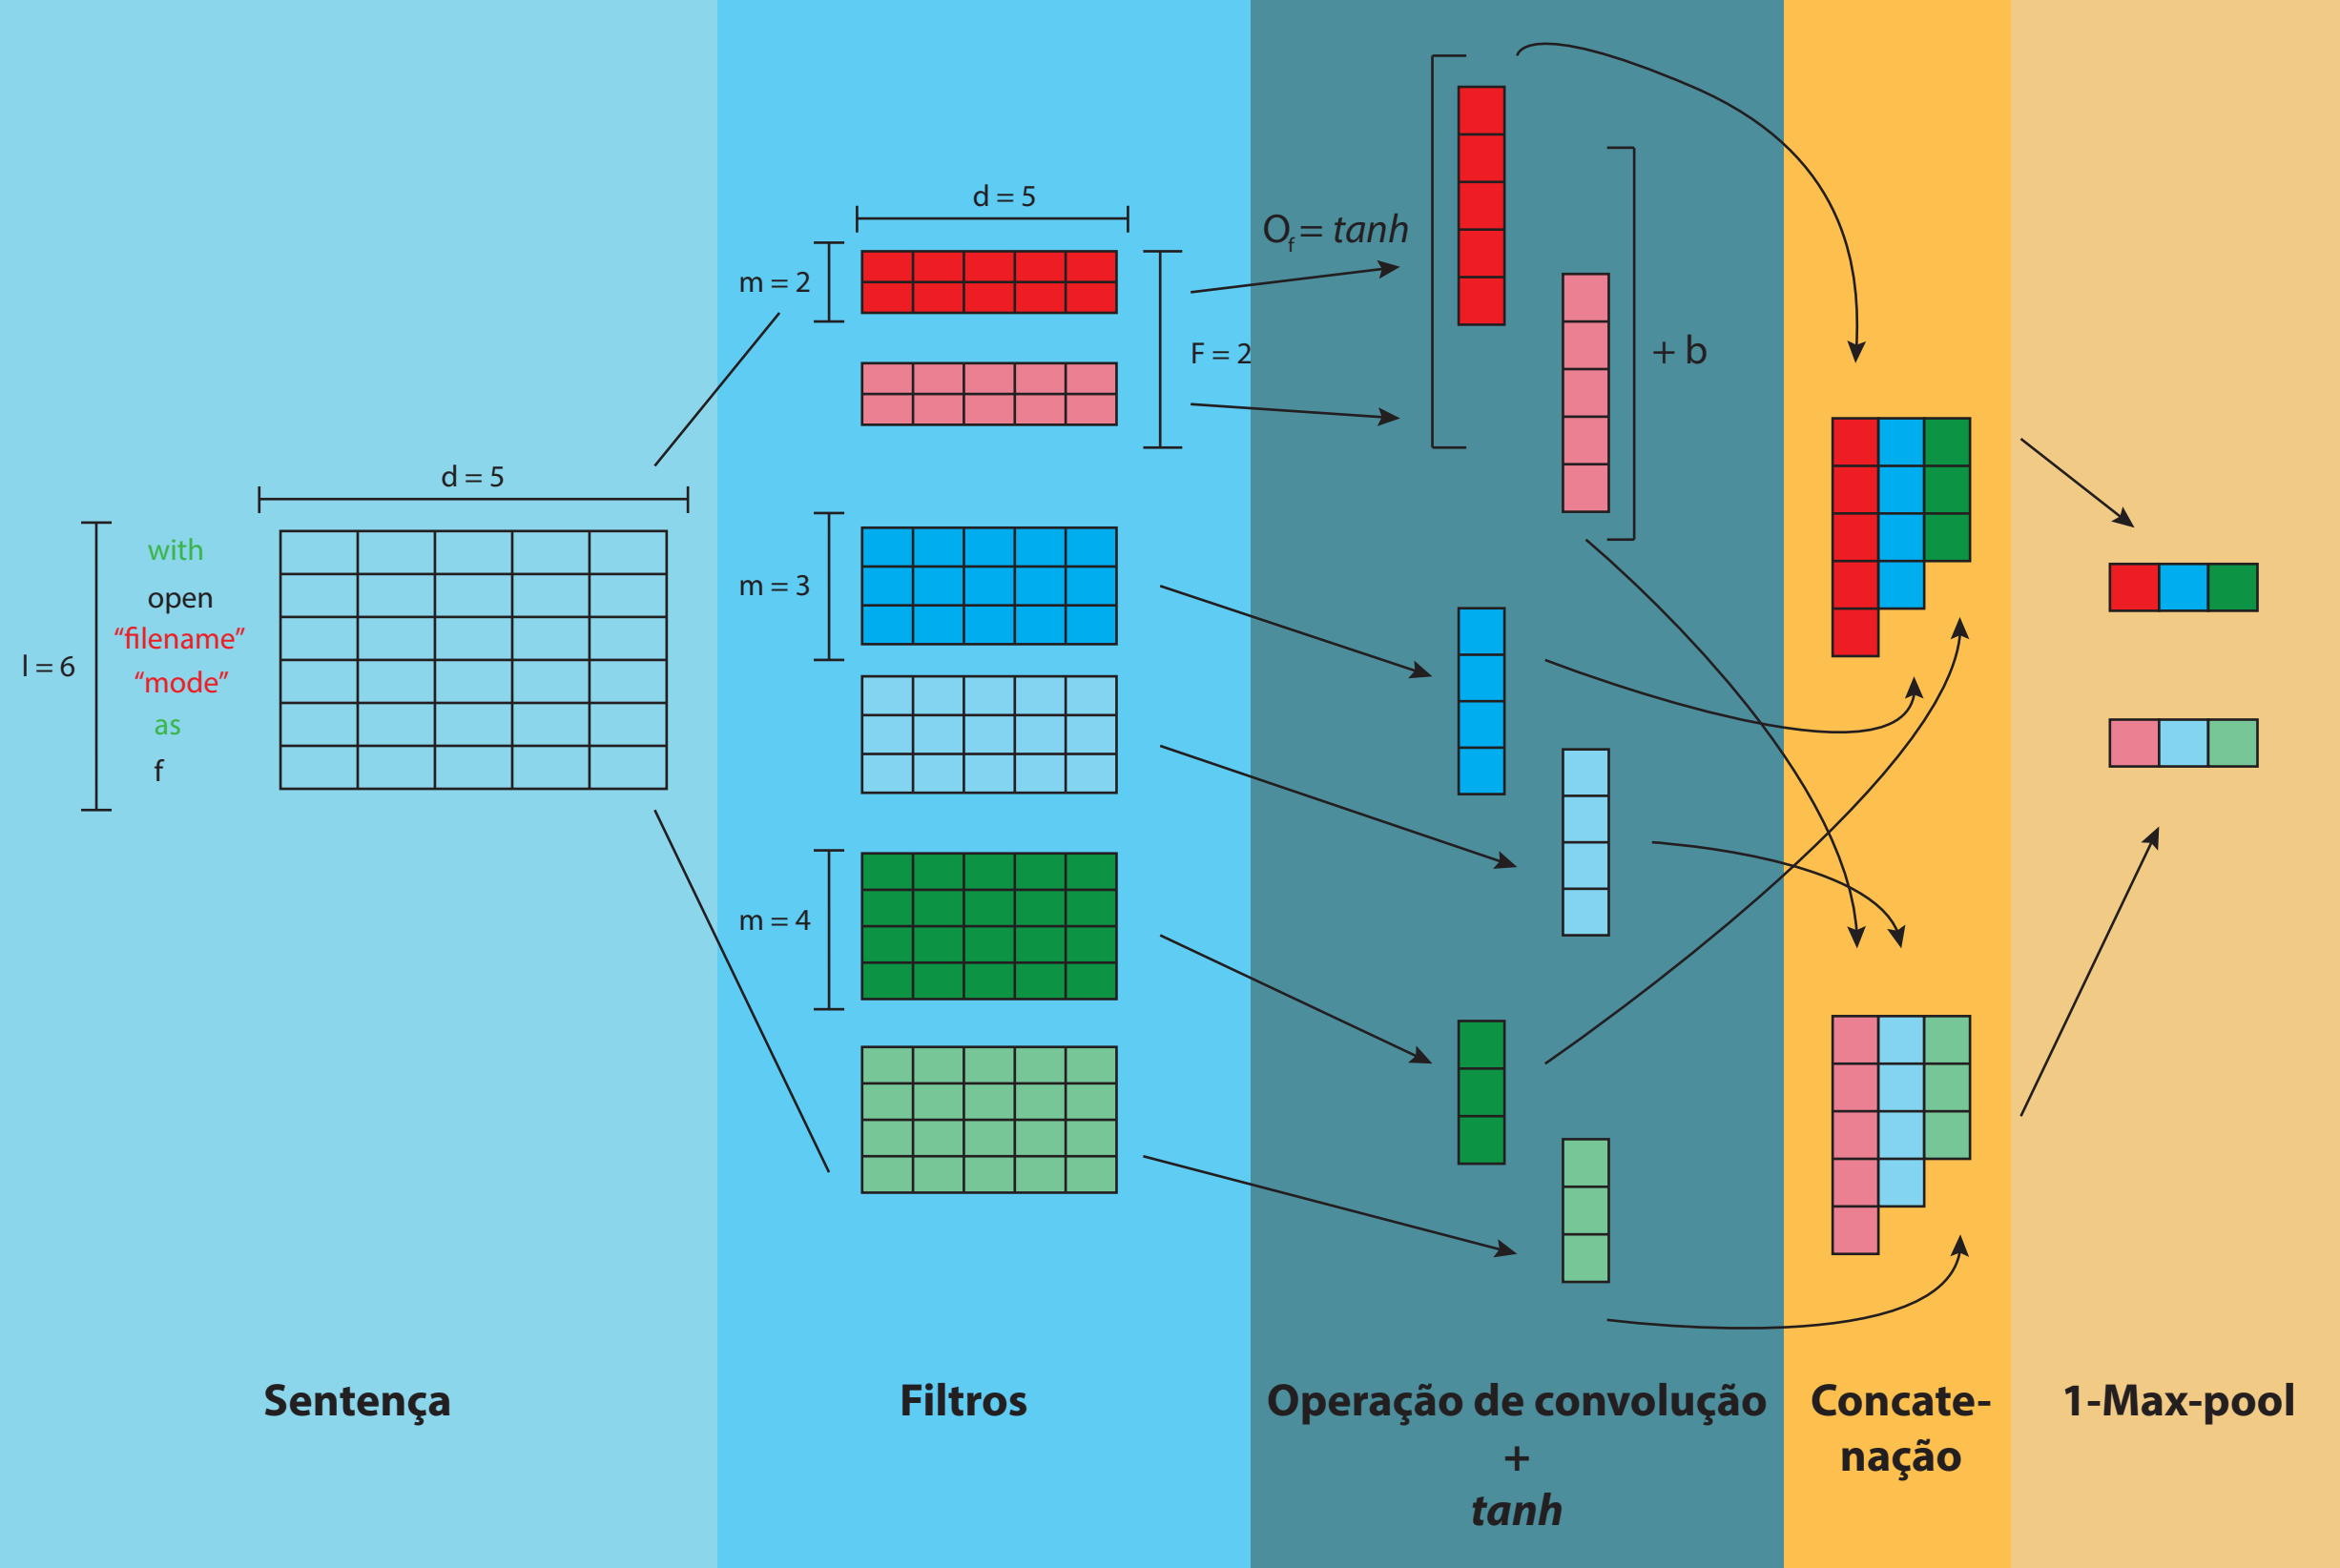 l = 6
with
open
“filename”
“mode”
as
f
d = 5
d = 5
m = 2
F = 2
m = 3
m = 4
Of = tanh
+ b
Sentença
Filtros
Operação de convolução
+
tanh
Concate-
nação
1-Max-pool